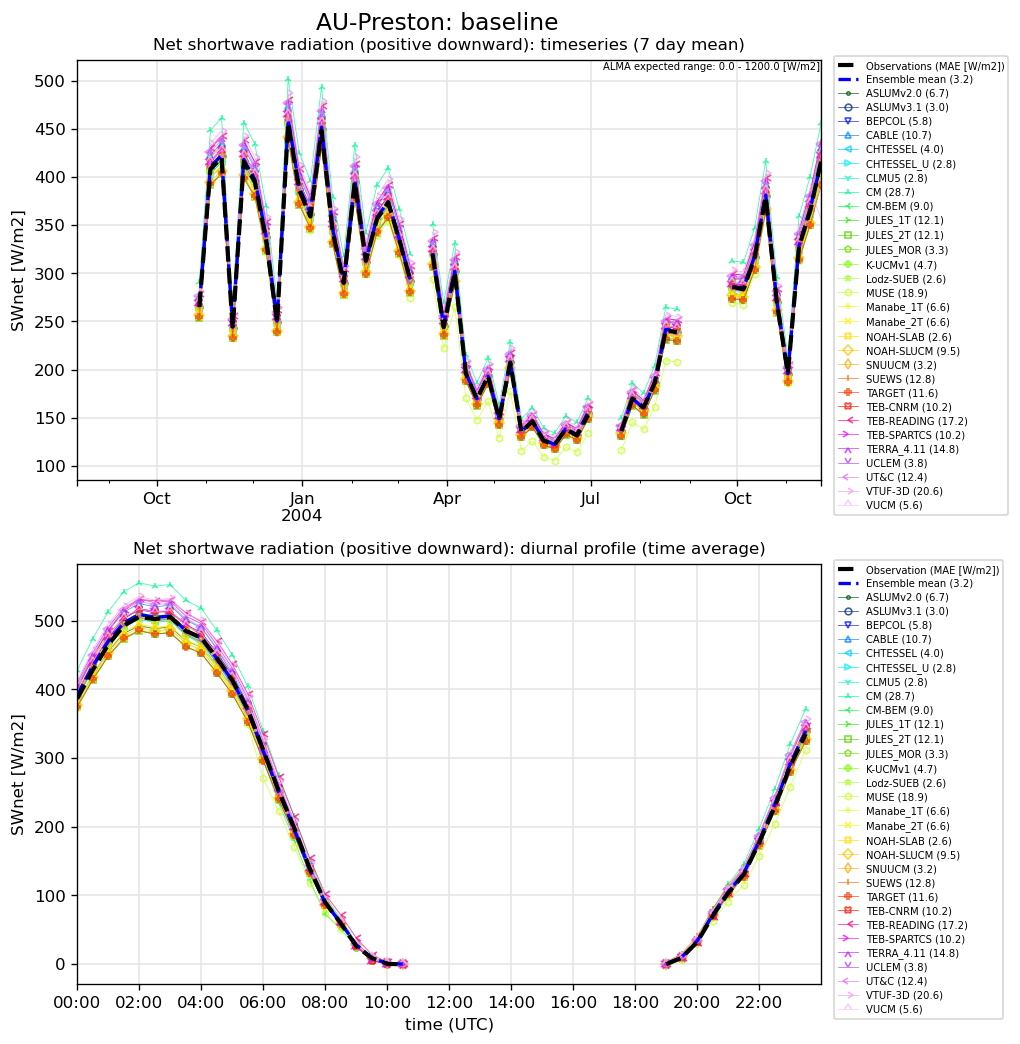 AU-Preston: baseline
Net shortwave radiation (positive downward): timeseries (7 day mean)
ALMA expected range: 0.0 - 1200.0 [W/m2]
SWnet [W/m2]
500
450
400
350
300
250
200
150
100
Oct
Jan
2004
Apr
Jul
Oct
Observations (MAE [W/m2])
Ensemble mean (3.2)
ASLUMv2.0 (6.7)
ASLUMv3.1 (3.0)
BEPCOL (5.8)
CABLE (10.7)
CHTESSEL (4.0)
CHTESSEL_U (2.8)
CLMU5 (2.8)
CM (28.7)
CM-BEM (9.0)
JULES_1T (12.1)
JULES_2T (12.1)
JULES_MOR (3.3)
K-UCMv1 (4.7)
Lodz-SUEB (2.6)
MUSE (18.9)
Manabe_1T (6.6)
Manabe_2T (6.6)
NOAH-SLAB (2.6)
NOAH-SLUCM (9.5)
SNUUCM (3.2)
SUEWS (12.8)
TARGET (11.6)
TEB-CNRM (10.2)
TEB-READING (17.2)
TEB-SPARTCS (10.2)
TERRA_4.11 (14.8)
UCLEM (3.8)
UT&C (12.4)
VTUF-3D (20.6)
VUCM (5.6)
Net shortwave radiation (positive downward): diurnal profile (time average)
SWnet [W/m2]
500
400
300
200
100
0
00:00
02:00
04:00
06:00
08:00
10:00
12:00
14:00
16:00
18:00
20:00
22:00
time (UTC)
Observation (MAE [W/m2])
Ensemble mean (3.2)
ASLUMv2.0 (6.7)
ASLUMv3.1 (3.0)
BEPCOL (5.8)
CABLE (10.7)
CHTESSEL (4.0)
CHTESSEL_U (2.8)
CLMU5 (2.8)
CM (28.7)
CM-BEM (9.0)
JULES_1T (12.1)
JULES_2T (12.1)
JULES_MOR (3.3)
K-UCMv1 (4.7)
Lodz-SUEB (2.6)
MUSE (18.9)
Manabe_1T (6.6)
Manabe_2T (6.6)
NOAH-SLAB (2.6)
NOAH-SLUCM (9.5)
SNUUCM (3.2)
SUEWS (12.8)
TARGET (11.6)
TEB-CNRM (10.2)
TEB-READING (17.2)
TEB-SPARTCS (10.2)
TERRA_4.11 (14.8)
UCLEM (3.8)
UT&C (12.4)
VTUF-3D (20.6)
VUCM (5.6)